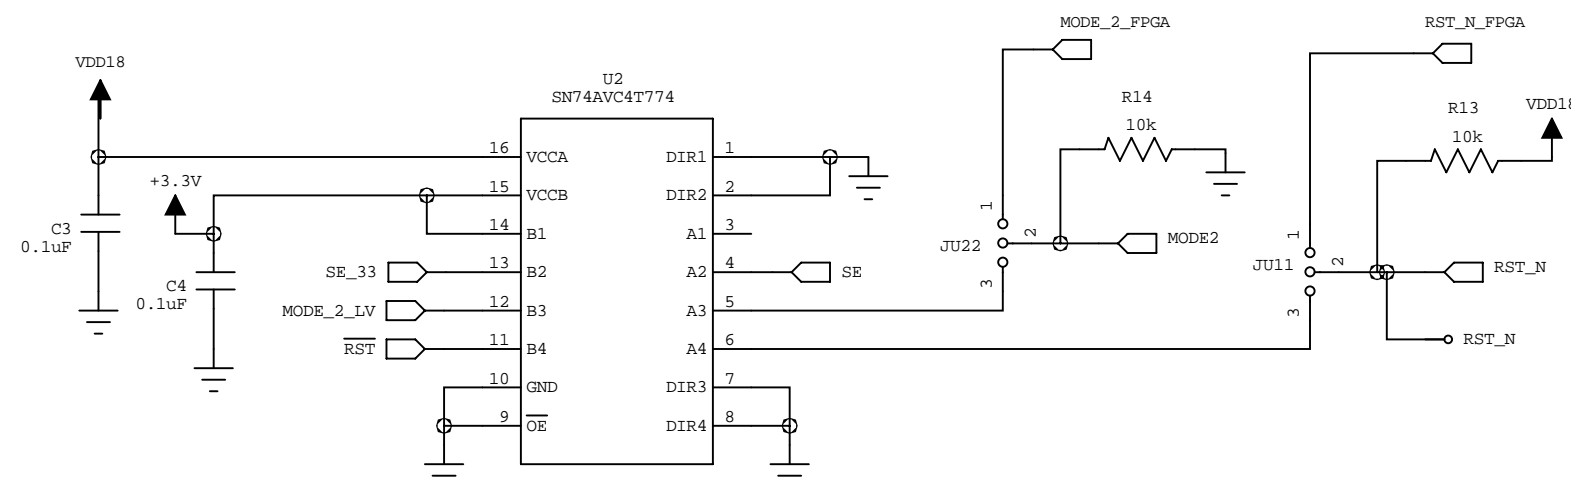 MODE_2_FPGA
RST_N_FPGA
VDD18
U2
SN74AVC4T774
R14
10k
R13
10k
VDD18
16 VCCA DIR1 1
+3.3V
15 VCCB DIR2 2
C3
0.1uF
14 B1 A1 3
1
JU22 2 MODE2
3
1
JU11 2 RST_N
3
SE_33 13 B2 A2 4 SE
C4
0.1uF
MODE_2_LV 12 B3 A3 5
RST 11 B4 A4 6
RST_N
10 GND DIR3 7
9 OE DIR4 8